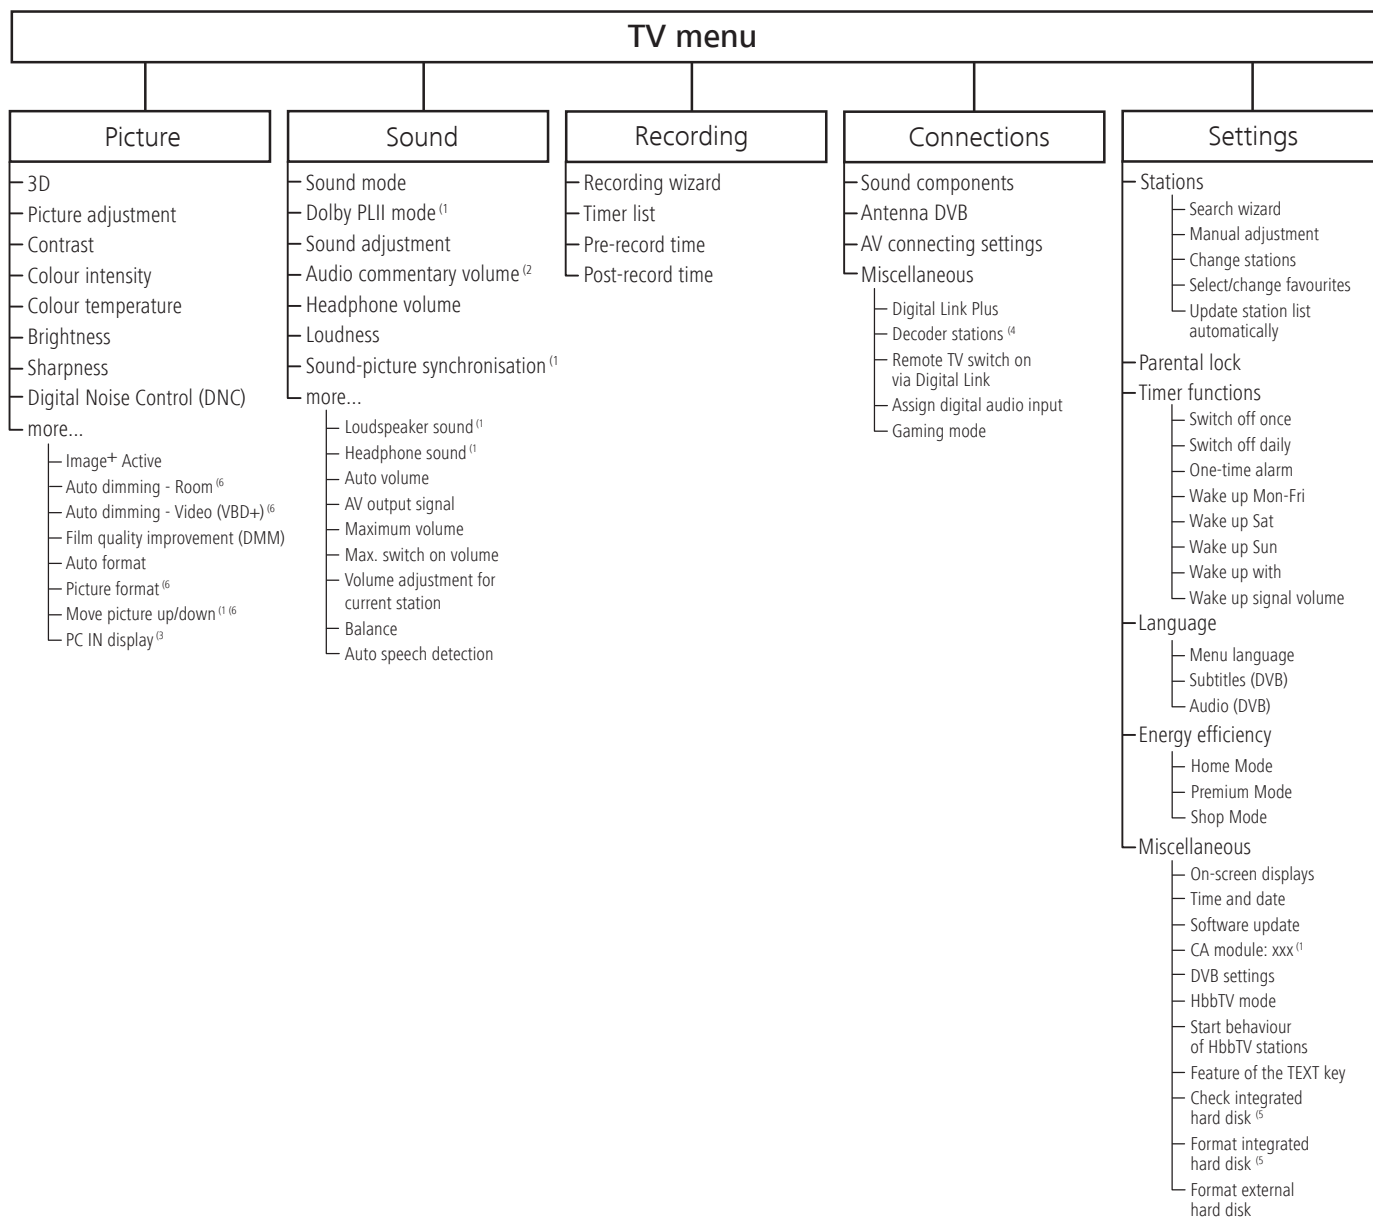 TV menu
Picture
3D
Picture adjustment
Contrast
Colour intensity
Colour temperature
Brightness
Sharpness
Digital Noise Control (DNC)
more...
Image+ Active
Auto dimming - Room (6
Auto dimming - Video (VBD+) (6
Film quality improvement (DMM)
Auto format
Picture format (6
Move picture up/down (1 (6
PC IN display (3
Sound
Sound mode
Dolby PLII mode (1
Sound adjustment
Audio commentary volume (2
Headphone volume
Loudness
Sound-picture synchronisation (1
more...
Loudspeaker sound (1
Headphone sound (1
Auto volume
AV output signal
Maximum volume
Max. switch on volume
Volume adjustment for
current station
Balance
Auto speech detection
Recording
Recording wizard
Timer list
Pre-record time
Post-record time
Connections
Sound components
Antenna DVB
AV connecting settings
Miscellaneous
Digital Link Plus
Decoder stations (4
Remote TV switch on
via Digital Link
Assign digital audio input
Gaming mode
Settings
Stations
Search wizard
Manual adjustment
Change stations
Select/change favourites
Update station list
automatically
Parental lock
Timer functions
Switch off once
Switch off daily
One-time alarm
Wake up Mon-Fri
Wake up Sat
Wake up Sun
Wake up with
Wake up signal volume
Language
Menu language
Subtitles (DVB)
Audio (DVB)
Energy efficiency
Home Mode
Premium Mode
Shop Mode
Miscellaneous
On-screen displays
Time and date
Software update
CA module: xxx (1
DVB settings
HbbTV mode
Start behaviour
of HbbTV stations
Feature of the TEXT key
Check integrated
hard disk (5
Format integrated
hard disk (5
Format external
hard disk